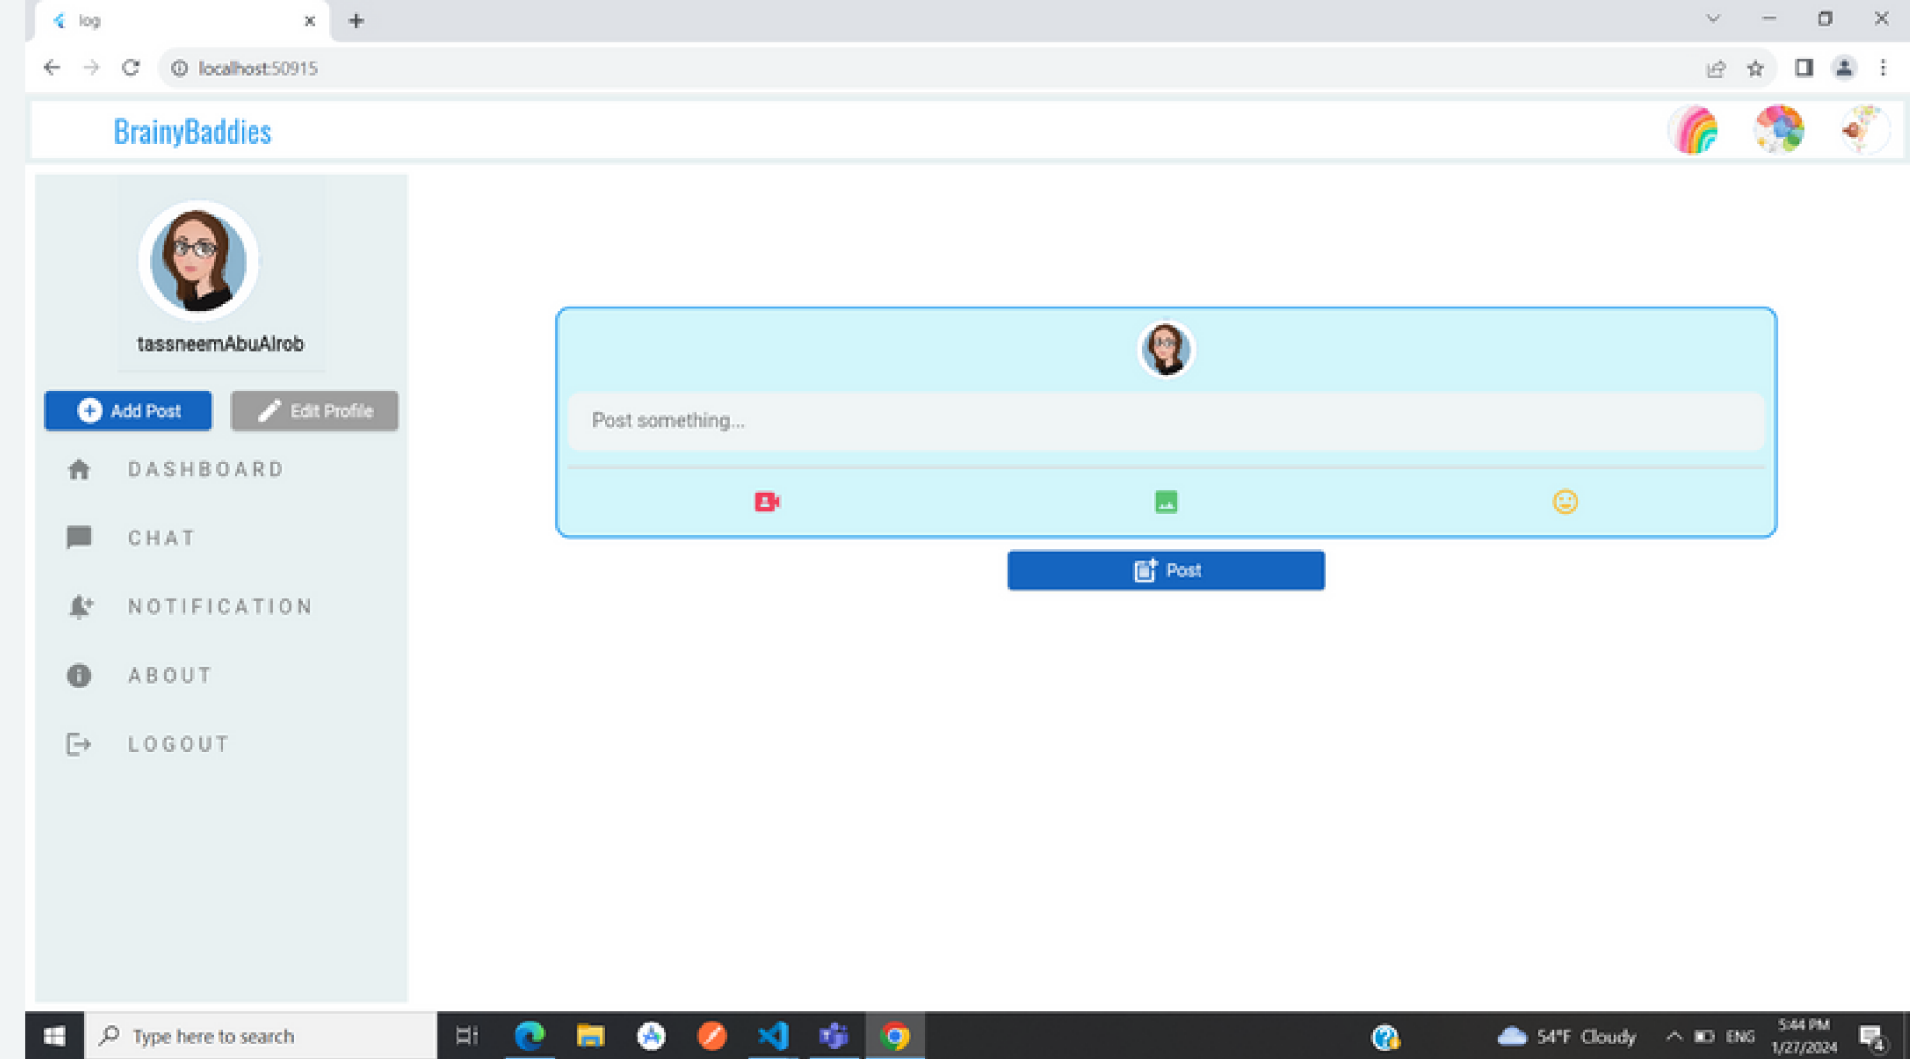 log
localhost:50915
BrainyBaddies
tassneemAbuAlrob
Add Post
Edit Profile
DASHBOARD
CHAT
NOTIFICATION
ABOUT
LOGOUT
Post something...
Post
Type here to search
54°F Cloudy
ENG
5:44 PM
1/27/2024
4